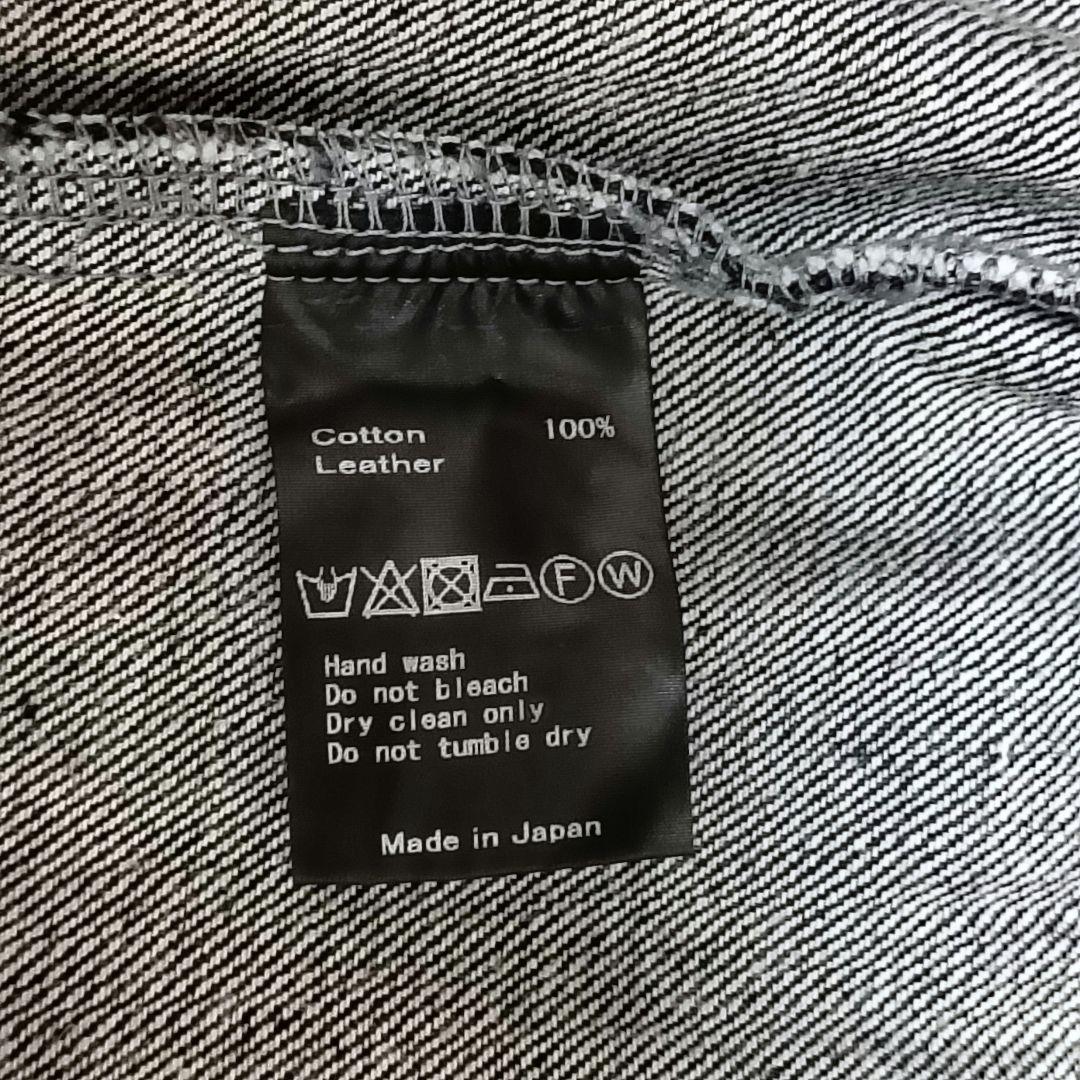 Cotton 100%
Leather
F W
Hand wash
Do not bleach
Dry clean only
Do not tumble dry
Made in Japan